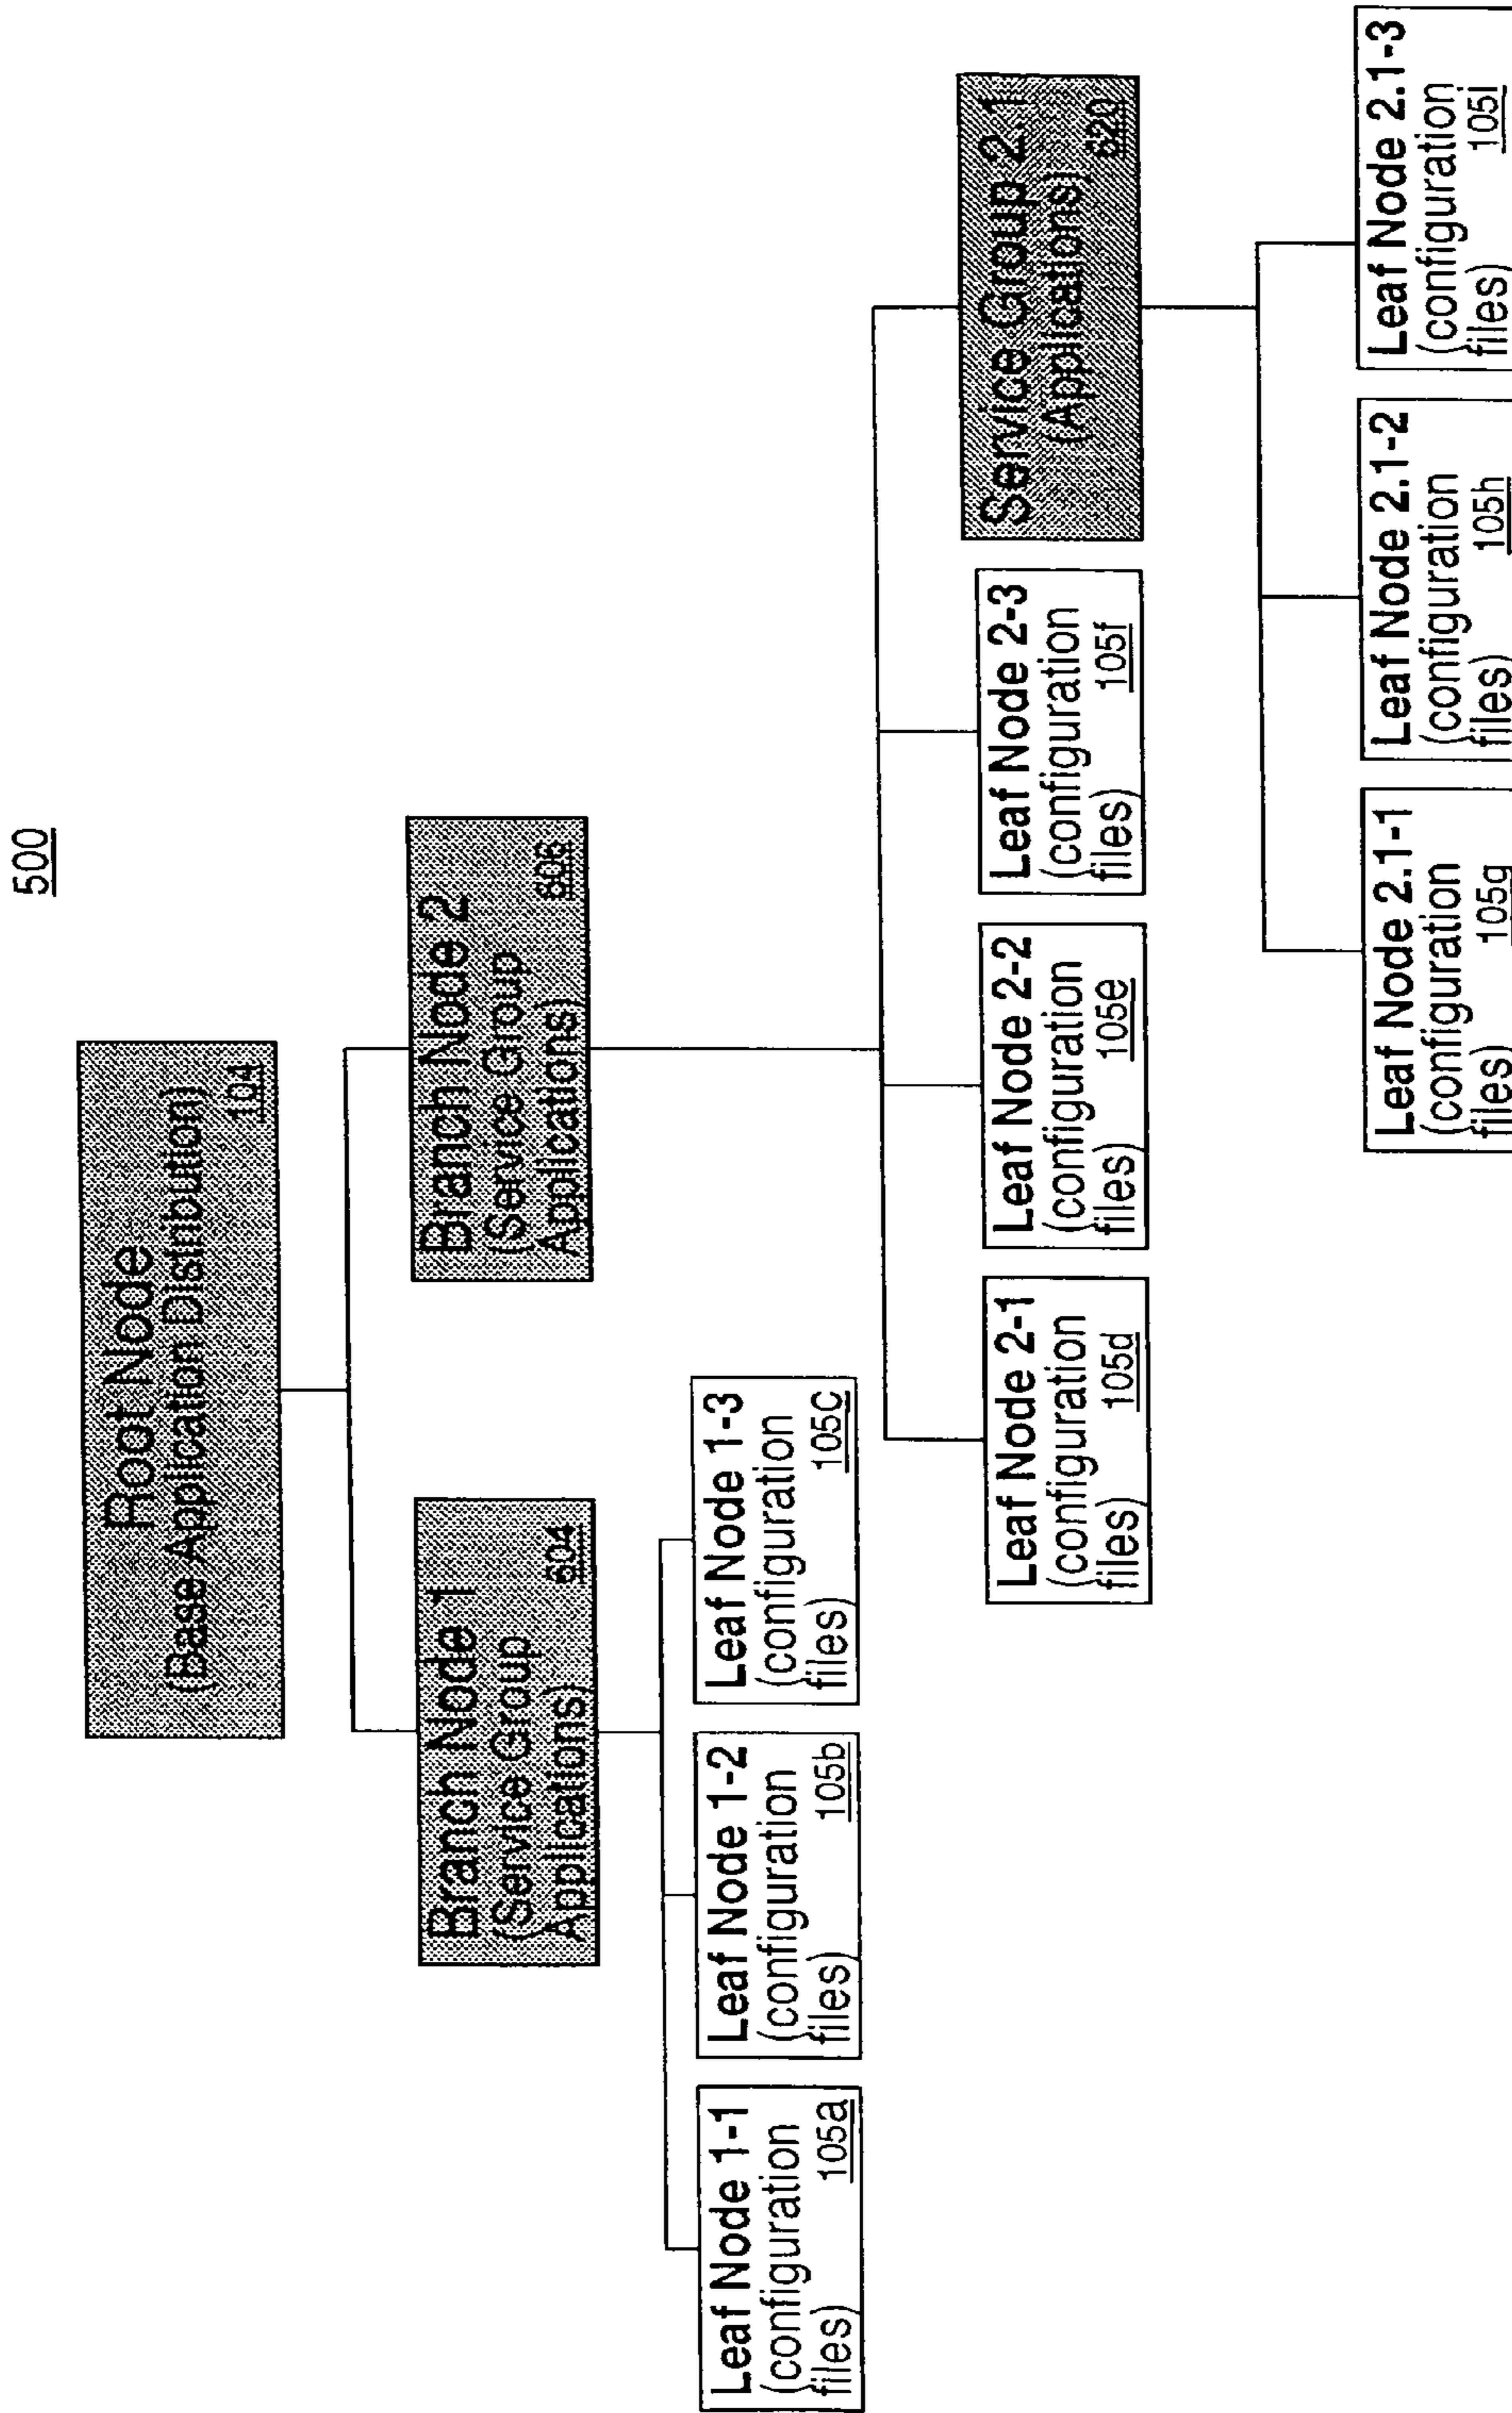 500
Root Node
(Base Application Distribution)
104
Branch Node 1
(Service Group
Applications)
Branch Node 2
(Service Group
Applications)
Leaf Node 1-1
(configuration
files) 105a
Leaf Node 1-2
(configuration
files) 105b
Leaf Node 1-3
(configuration
files) 105c
Leaf Node 2-1
(configuration
files) 105d
Leaf Node 2-2
(configuration
files) 105e
Leaf Node 2-3
(configuration
files) 105f
Service Group 2.1
(Applications)
Leaf Node 2.1-1
(configuration
files) 105g
Leaf Node 2.1-2
(configuration
files) 105h
Leaf Node 2.1-3
(configuration
files) 105i